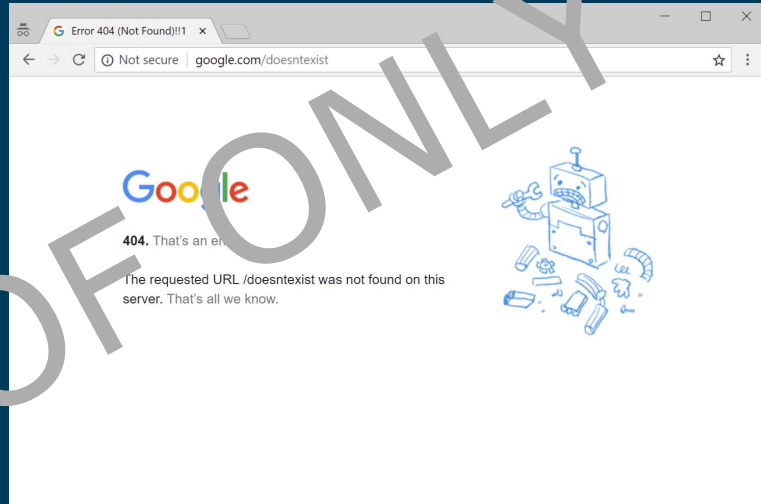 Error 404 (Not Found)!!1
Not secure google.com/doesntexist
Google
404. That's an
The requested URL /doesntexist was not found on this
server. That's all we know.
OF ONLY